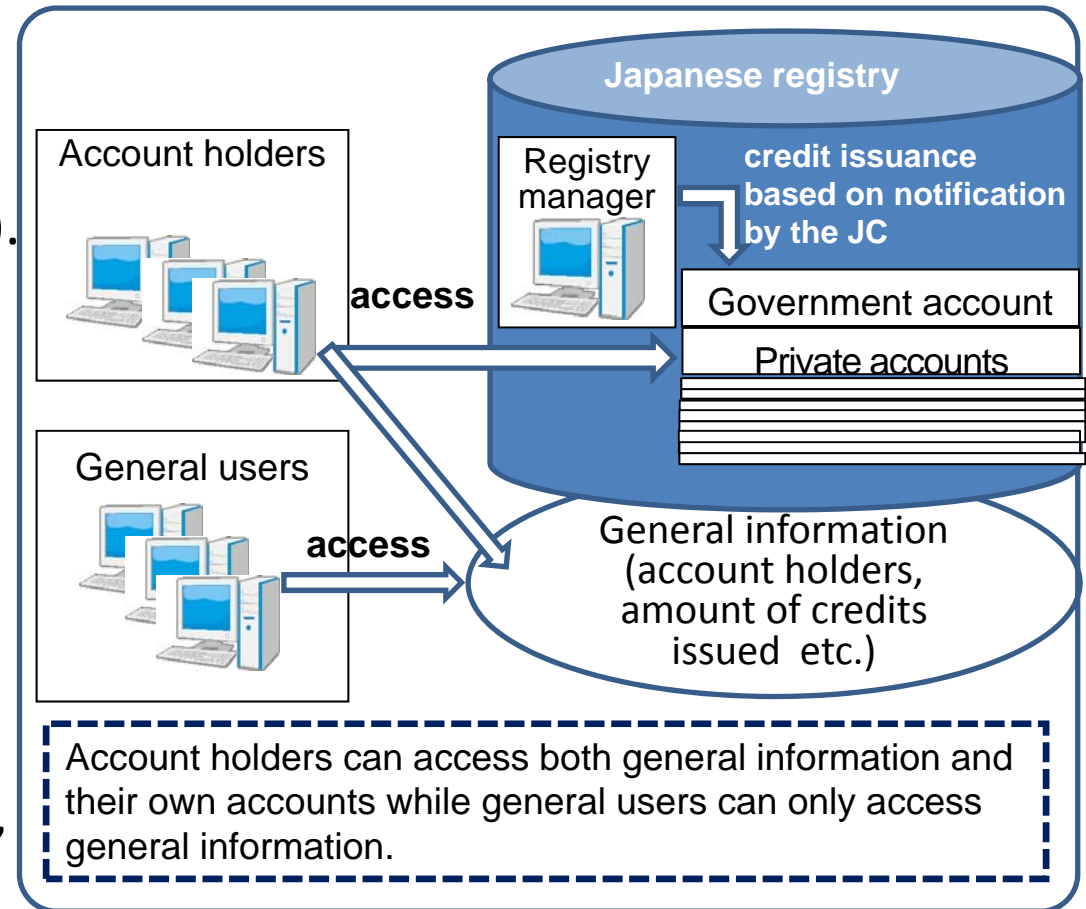 Japanese registry
Account holders
Registry
manager
credit issuance
based on notification
by the JC
).
access
Government account
Private accounts
General users
access
General information
(account holders,
amount of credits
issued etc.)
Account holders can access both general information and
their own accounts while general users can only access
general information.
,